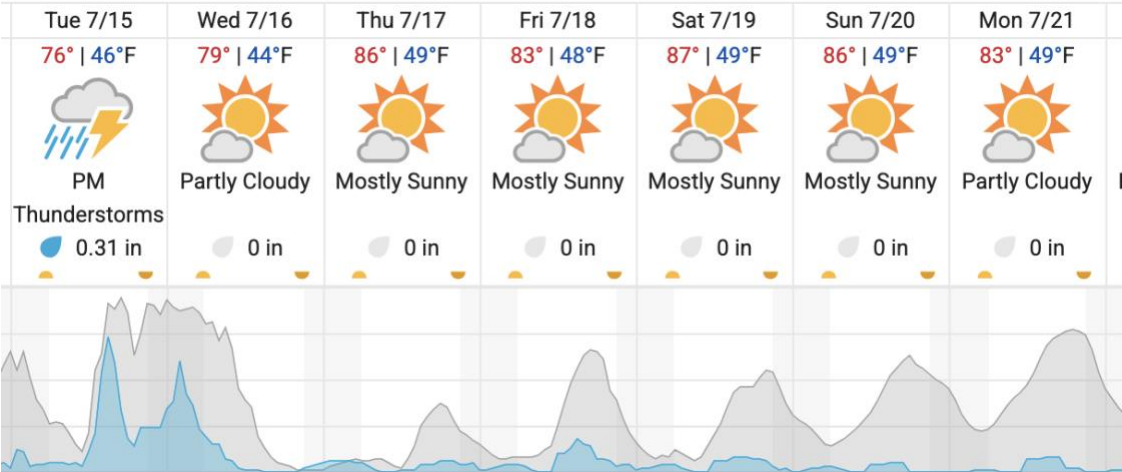 Tue 7/15 Wed 7/16 Thu 7/17 Fri 7/18 Sat 7/19 Sun 7/20 Mon 7/21
76° | 46°F 79° | 44°F 86° | 49°F 83° | 48°F 87° | 49°F 86° | 49°F 83° | 49°F
PM Partly Cloudy Mostly Sunny Mostly Sunny Mostly Sunny Mostly Sunny Partly Cloudy
Thunderstorms
0.31 in 0 in 0 in 0 in 0 in 0 in 0 in